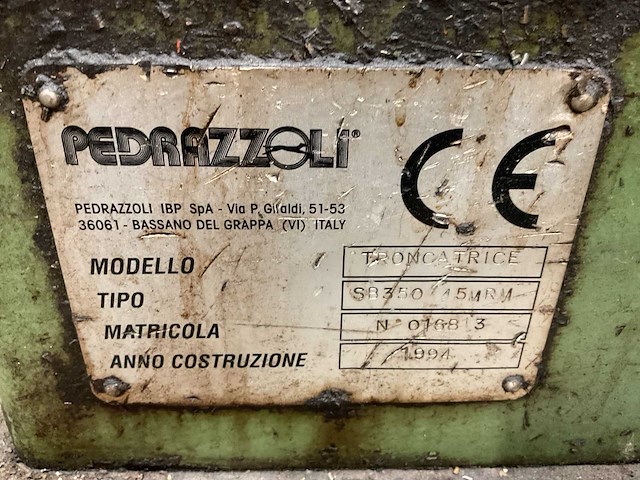 PEDRAZZOLI®
CE
PEDRAZZOLI IBP SpA - Via P. Giraldi, 51-53
36061 - BASSANO DEL GRAPPA (VI) ITALY
MODELLO TRONCATRICE
TIPO SB350 45MRM
MATRICOLA N
ANNO COSTRUZIONE 1994